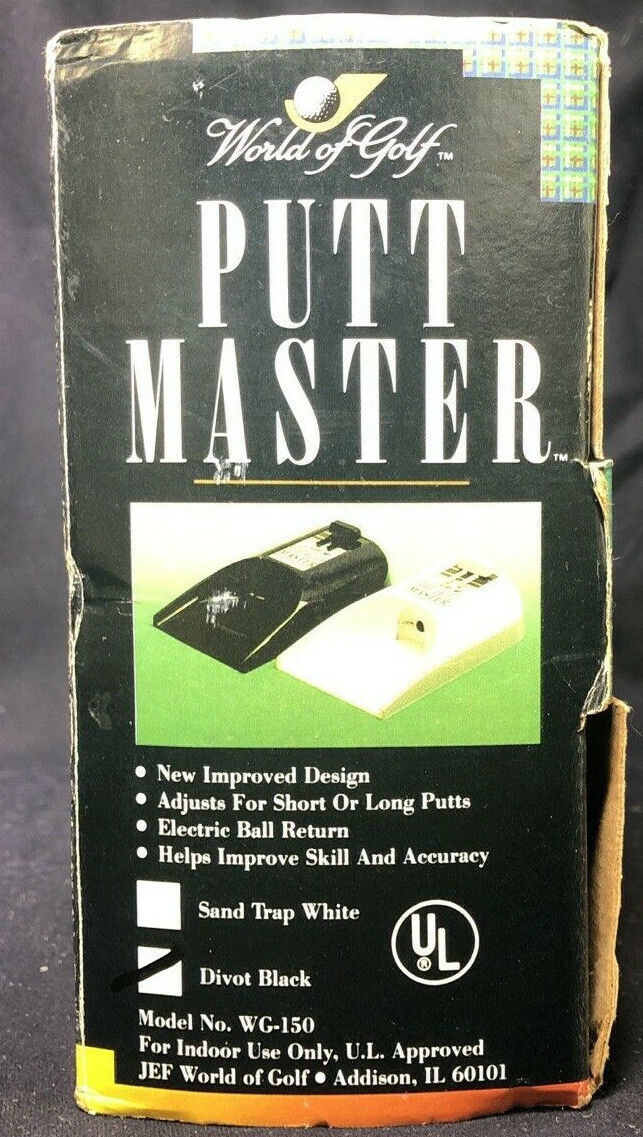 World of Golf™
PUTT
MASTER™
PUTT
MASTER
• New Improved Design
• Adjusts For Short Or Long Putts
• Electric Ball Return
• Helps Improve Skill And Accuracy
Sand Trap White
UL®
Divot Black
Model No. WG-150
For Indoor Use Only, U.L. Approved
JEF World of Golf • Addison, IL 60101